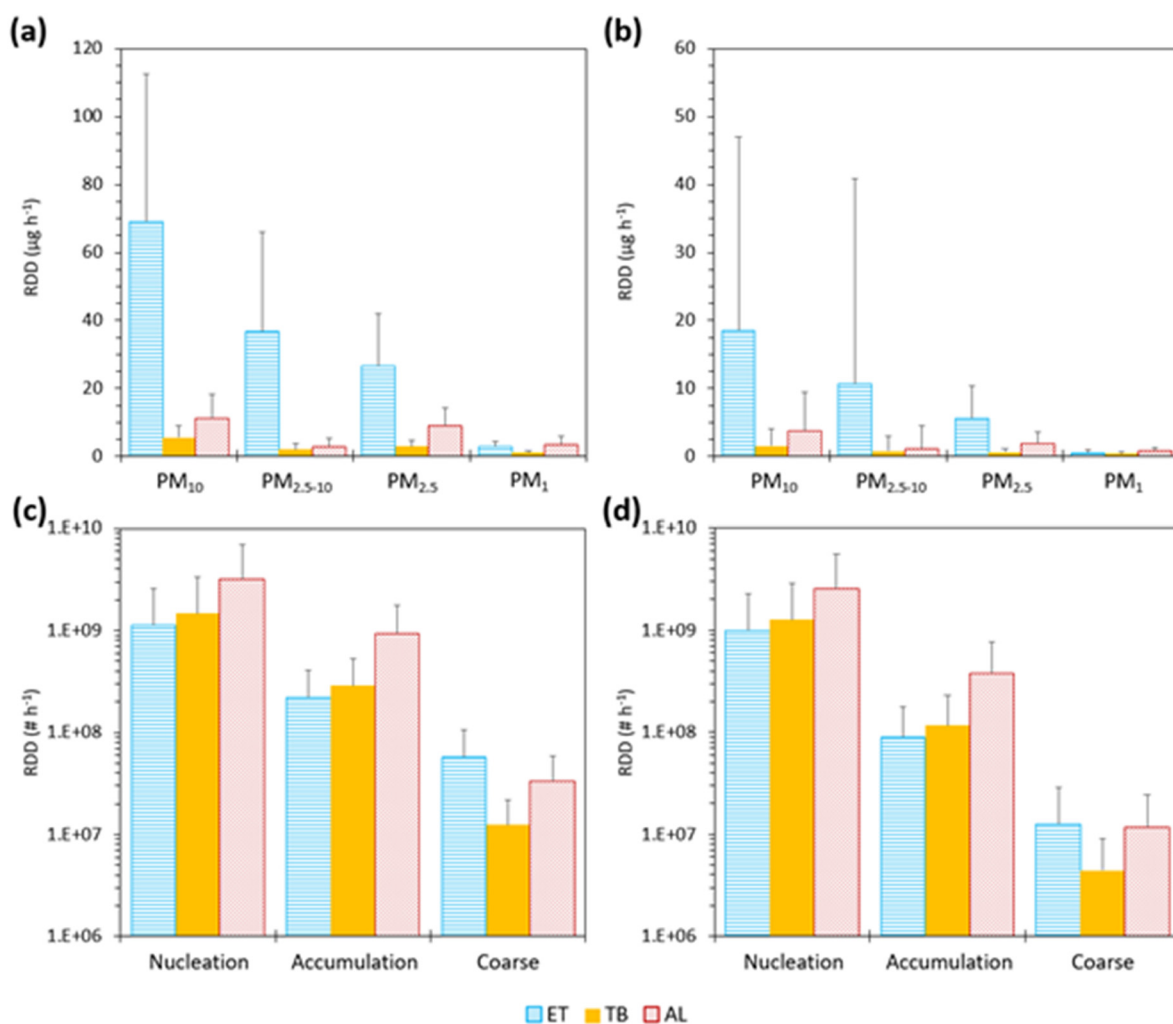 (a)
120
100
80
60
40
20
0
RDD (µg h⁻¹)
PM₁₀ PM₂.₅₋₁₀ PM₂.₅ PM₁
(b)
60
50
40
30
20
10
0
RDD (µg h⁻¹)
PM₁₀ PM₂.₅₋₁₀ PM₂.₅ PM₁
(c)
1.E+10
1.E+09
1.E+08
1.E+07
1.E+06
RDD (# h⁻¹)
Nucleation Accumulation Coarse
(d)
1.E+10
1.E+09
1.E+08
1.E+07
1.E+06
RDD (# h⁻¹)
Nucleation Accumulation Coarse
ET TB AL